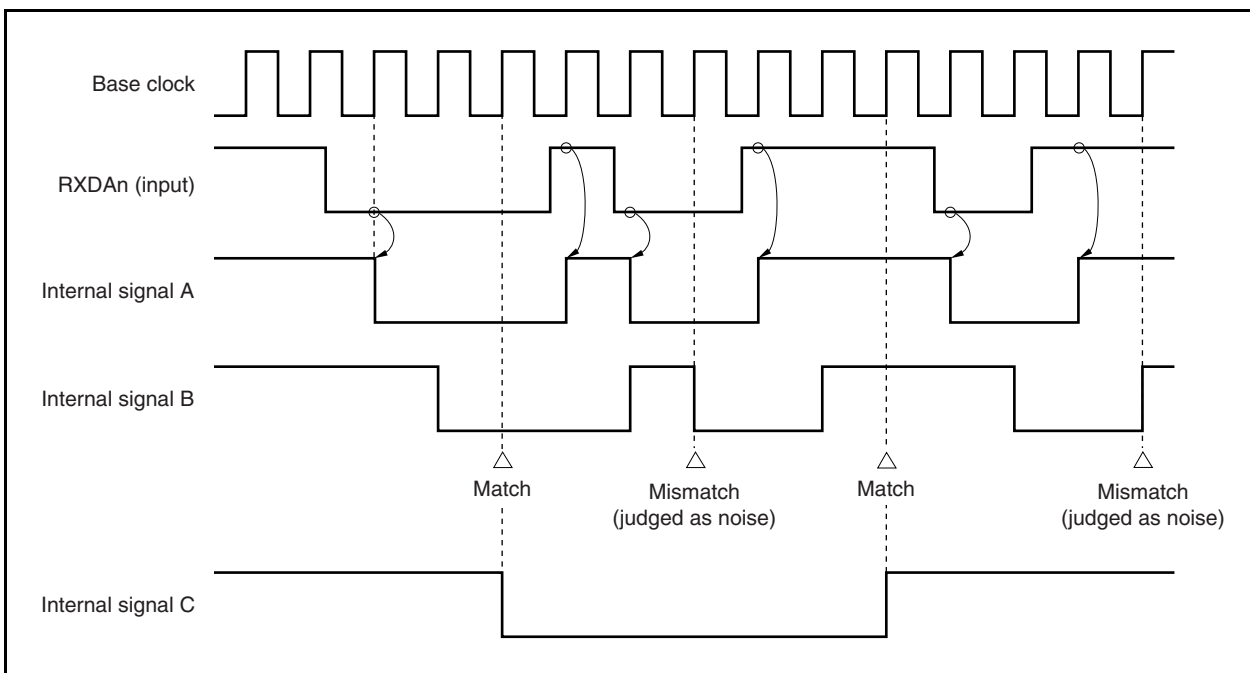 Base clock
RXDAn (input)
Internal signal A
Internal signal B
Match
Mismatch
(judged as noise)
Match
Mismatch
(judged as noise)
Internal signal C